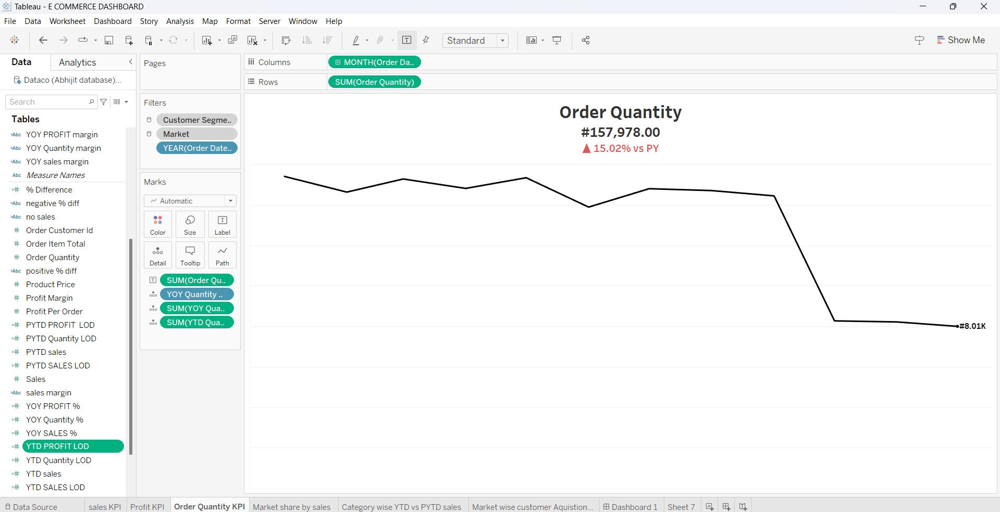 Tableau - E COMMERCE DASHBOARD
File Data Worksheet Dashboard Story Analysis Map Format Server Window Help
Standard
Show Me
Data Analytics
Dataco (Abhijit database)...
Search
Tables
=Abc YOY PROFIT margin
=Abc YOY Quantity margin
=Abc YOY sales margin
Abc Measure Names
=# % Difference
=Abc negative % diff
=Abc no sales
# Order Customer Id
# Order Item Total
# Order Quantity
=Abc positive % diff
# Product Price
# Profit Margin
# Profit Per Order
=# PYTD PROFIT LOD
=# PYTD Quantity LOD
=# PYTD sales
=# PYTD SALES LOD
# Sales
=Abc sales margin
=# YOY PROFIT %
=# YOY Quantity %
=# YOY SALES %
=# YTD PROFIT LOD
=# YTD Quantity LOD
=# YTD sales
=# YTD SALES LOD
Pages
Filters
Customer Segme..
Market
YEAR(Order Date..
Marks
Automatic
Color Size Label
Detail Tooltip Path
SUM(Order Qu..
YOY Quantity ..
SUM(YOY Qua..
SUM(YTD Qua..
Columns MONTH(Order Da..
Rows SUM(Order Quantity)
Order Quantity
#157,978.00
▲ 15.02% vs PY
#8.01K
Data Source sales KPI Profit KPI Order Quantity KPI Market share by sales Category wise YTD vs PYTD sales Market wise customer Aquistion... Dashboard 1 Sheet 7